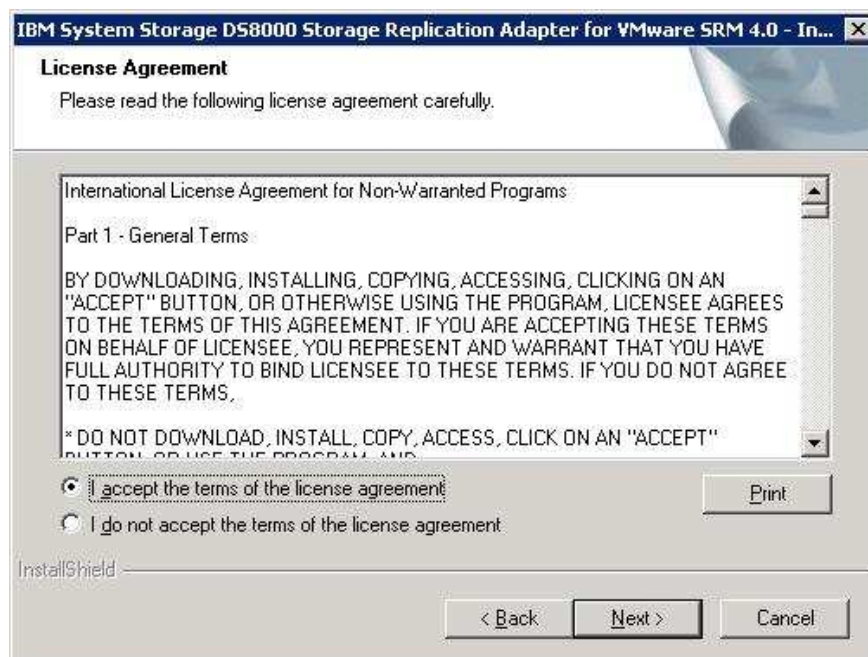 IBM System Storage DS8000 Storage Replication Adapter for VMware SRM 4.0 - In...
License Agreement
Please read the following license agreement carefully.
International License Agreement for Non-Warranted Programs
Part 1 - General Terms
BY DOWNLOADING, INSTALLING, COPYING, ACCESSING, CLICKING ON AN
"ACCEPT" BUTTON, OR OTHERWISE USING THE PROGRAM, LICENSEE AGREES
TO THE TERMS OF THIS AGREEMENT. IF YOU ARE ACCEPTING THESE TERMS
ON BEHALF OF LICENSEE, YOU REPRESENT AND WARRANT THAT YOU HAVE
FULL AUTHORITY TO BIND LICENSEE TO THESE TERMS. IF YOU DO NOT AGREE
TO THESE TERMS,
* DO NOT DOWNLOAD, INSTALL, COPY, ACCESS, CLICK ON AN "ACCEPT"
BUTTON, OR USE THE PROGRAM; AND
I accept the terms of the license agreement
Print
I do not accept the terms of the license agreement
InstallShield
< Back
Next >
Cancel